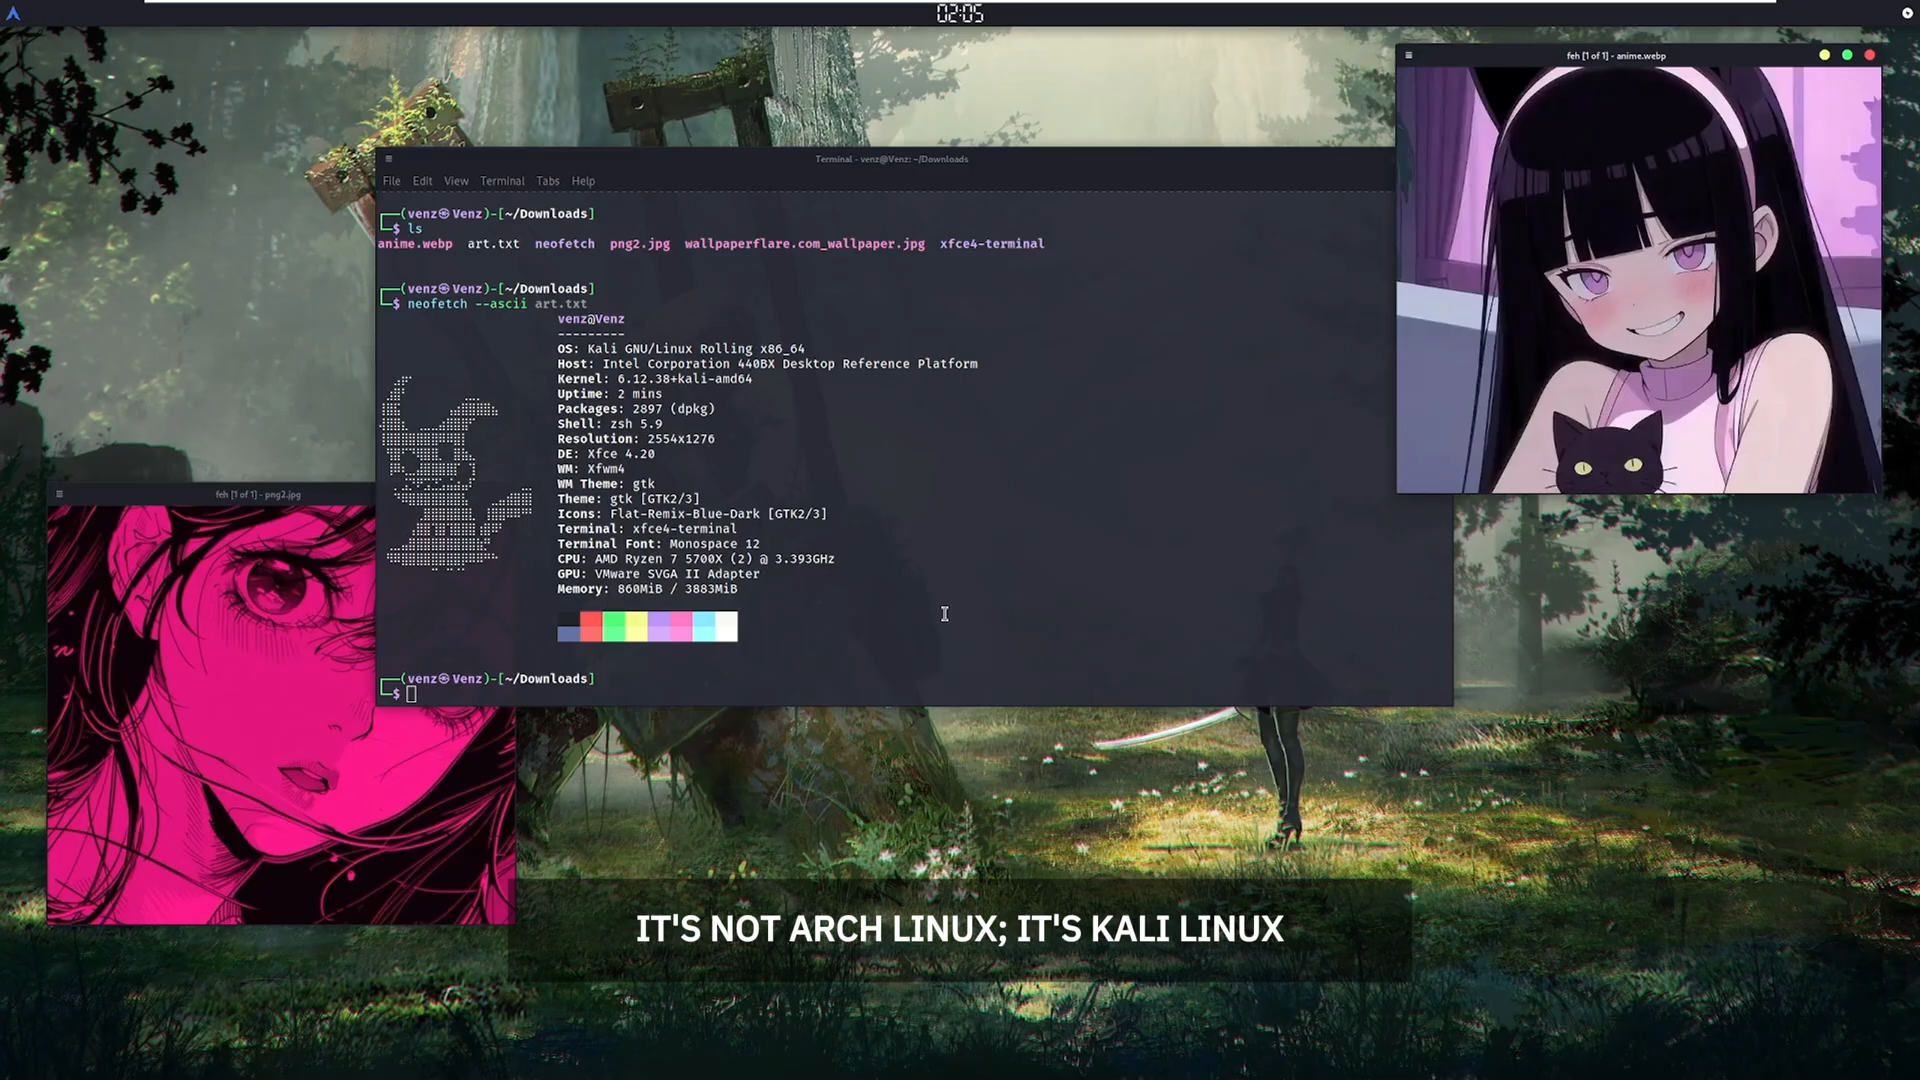 02:05
feh [1 of 1] - anime.webp
Terminal - venz@Venz: ~/Downloads
File Edit View Terminal Tabs Help
┌──(venz㉿Venz)-[~/Downloads]
└─$ ls
anime.webp art.txt neofetch png2.jpg wallpaperflare.com_wallpaper.jpg xfce4-terminal
┌──(venz㉿Venz)-[~/Downloads]
└─$ neofetch --ascii art.txt
venz@Venz
---------
OS: Kali GNU/Linux Rolling x86_64
Host: Intel Corporation 440BX Desktop Reference Platform
Kernel: 6.12.38+kali-amd64
Uptime: 2 mins
Packages: 2897 (dpkg)
Shell: zsh 5.9
Resolution: 2554x1276
DE: Xfce 4.20
WM: Xfwm4
WM Theme: gtk
Theme: gtk [GTK2/3]
Icons: Flat-Remix-Blue-Dark [GTK2/3]
Terminal: xfce4-terminal
Terminal Font: Monospace 12
CPU: AMD Ryzen 7 5700X (2) @ 3.393GHz
GPU: VMware SVGA II Adapter
Memory: 860MiB / 3883MiB
┌──(venz㉿Venz)-[~/Downloads]
└─$
feh [1 of 1] - png2.jpg
IT'S NOT ARCH LINUX; IT'S KALI LINUX